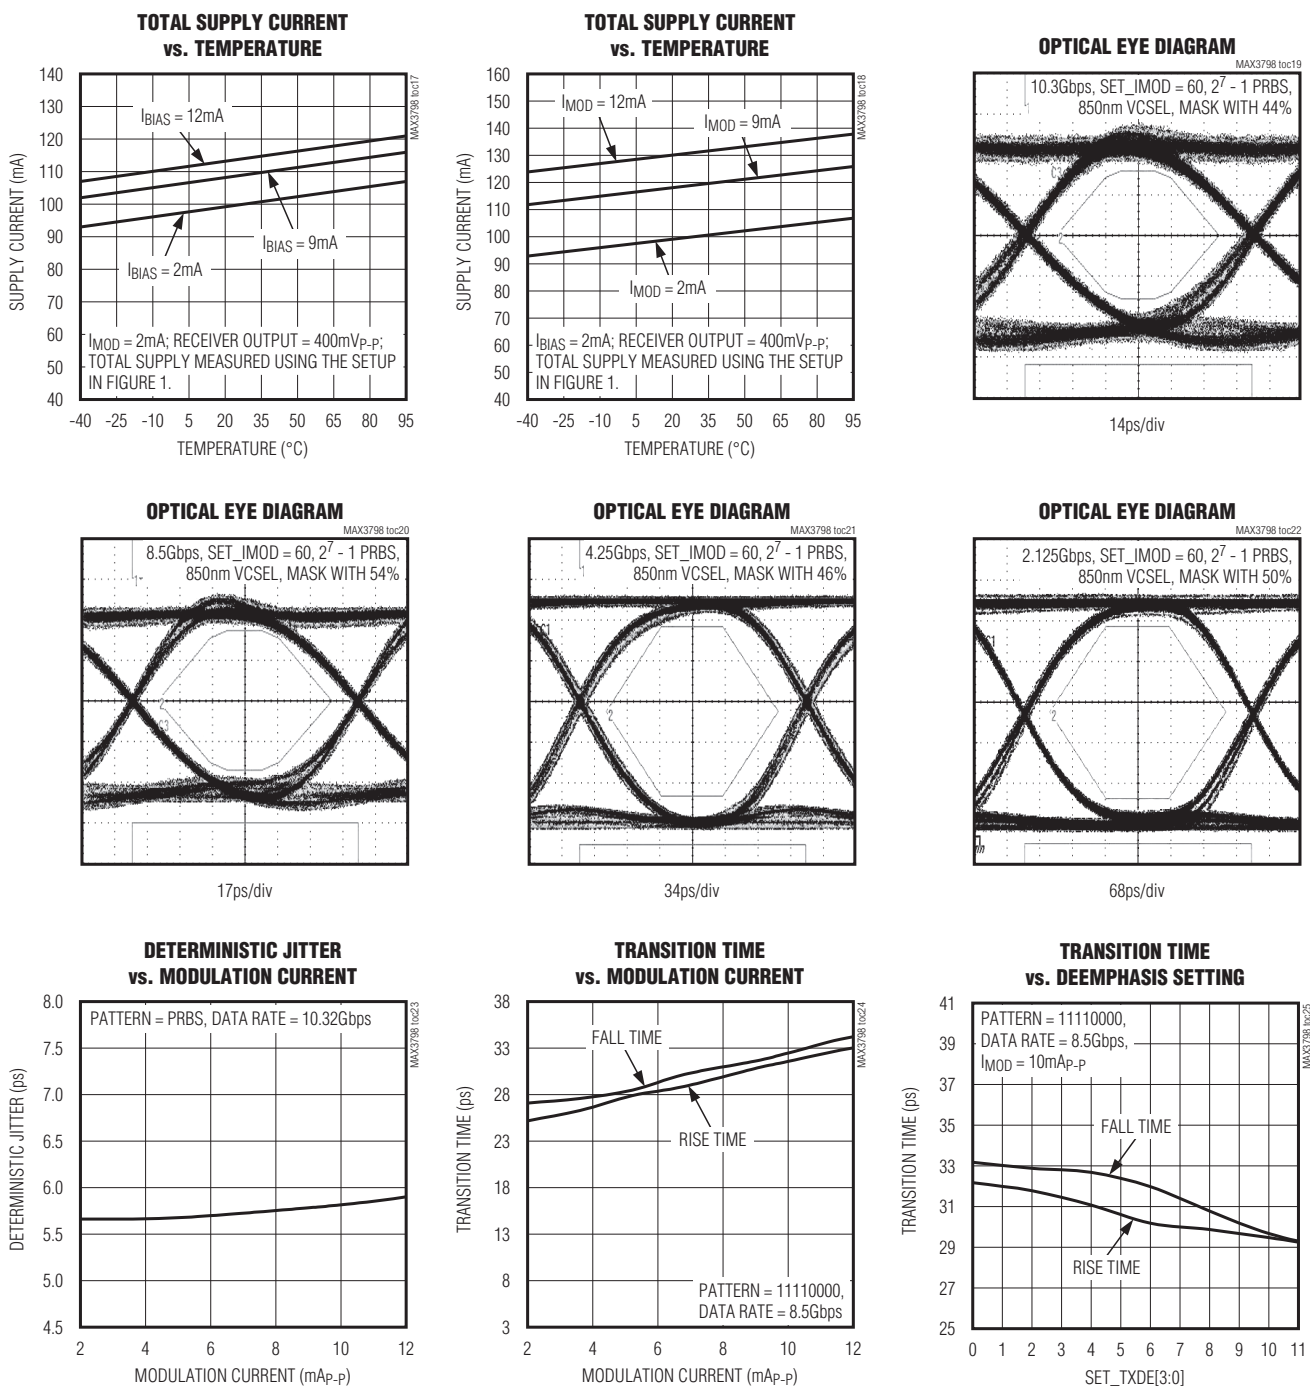 TOTAL SUPPLY CURRENT
vs. TEMPERATURE
MAX3798 toc17
SUPPLY CURRENT (mA)
140
130
120
110
100
90
80
70
60
50
40
IBIAS = 12mA
IBIAS = 9mA
IBIAS = 2mA
IMOD = 2mA; RECEIVER OUTPUT = 400mVP-P;
TOTAL SUPPLY MEASURED USING THE SETUP
IN FIGURE 1.
-40 -25 -10 5 20 35 50 65 80 95
TEMPERATURE (°C)
TOTAL SUPPLY CURRENT
vs. TEMPERATURE
MAX3798 toc18
SUPPLY CURRENT (mA)
160
150
140
130
120
110
100
90
80
70
60
50
40
IMOD = 12mA
IMOD = 9mA
IMOD = 2mA
IBIAS = 2mA; RECEIVER OUTPUT = 400mVP-P;
TOTAL SUPPLY MEASURED USING THE SETUP
IN FIGURE 1.
-40 -25 -10 5 20 35 50 65 80 95
TEMPERATURE (°C)
OPTICAL EYE DIAGRAM
MAX3798 toc19
10.3Gbps, SET_IMOD = 60, 2⁷ - 1 PRBS,
850nm VCSEL, MASK WITH 44%
14ps/div
OPTICAL EYE DIAGRAM
MAX3798 toc20
8.5Gbps, SET_IMOD = 60, 2⁷ - 1 PRBS,
850nm VCSEL, MASK WITH 54%
17ps/div
OPTICAL EYE DIAGRAM
MAX3798 toc21
4.25Gbps, SET_IMOD = 60, 2⁷ - 1 PRBS,
850nm VCSEL, MASK WITH 46%
34ps/div
OPTICAL EYE DIAGRAM
MAX3798 toc22
2.125Gbps, SET_IMOD = 60, 2⁷ - 1 PRBS,
850nm VCSEL, MASK WITH 50%
68ps/div
DETERMINISTIC JITTER
vs. MODULATION CURRENT
MAX3798 toc23
DETERMINISTIC JITTER (ps)
8.0
7.5
7.0
6.5
6.0
5.5
5.0
4.5
PATTERN = PRBS, DATA RATE = 10.32Gbps
2 4 6 8 10 12
MODULATION CURRENT (mAP-P)
TRANSITION TIME
vs. MODULATION CURRENT
MAX3798 toc24
TRANSITION TIME (ps)
38
33
28
23
18
13
8
3
FALL TIME
RISE TIME
PATTERN = 11110000,
DATA RATE = 8.5Gbps
2 4 6 8 10 12
MODULATION CURRENT (mAP-P)
TRANSITION TIME
vs. DEEMPHASIS SETTING
MAX3798 toc25
TRANSITION TIME (ps)
41
39
37
35
33
31
29
27
25
PATTERN = 11110000,
DATA RATE = 8.5Gbps,
IMOD = 10mAP-P
FALL TIME
RISE TIME
0 1 2 3 4 5 6 7 8 9 10 11
SET_TXDE[3:0]